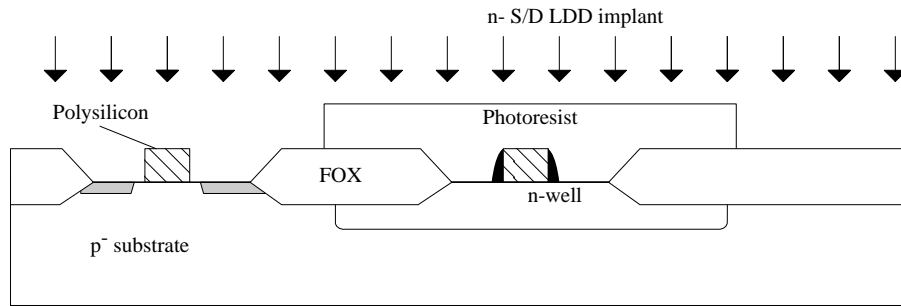 n- S/D LDD implant
Polysilicon
Photoresist
FOX
n-well
p⁻ substrate